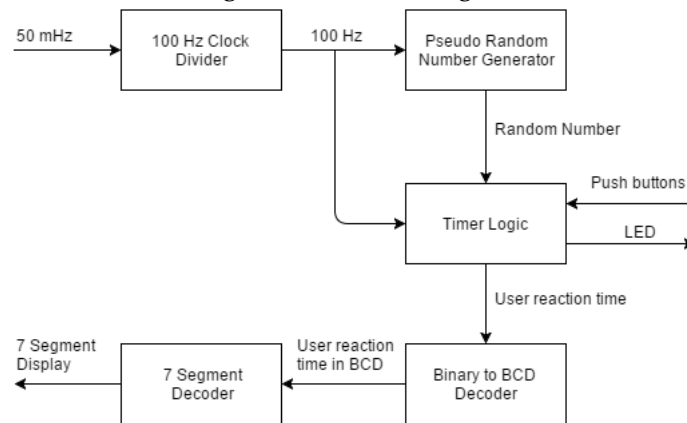 50 mHz
100 Hz Clock
Divider
100 Hz
Pseudo Random
Number Generator
Random Number
Push buttons
Timer Logic
LED
User reaction time
7 Segment
Display
7 Segment
Decoder
User reaction
time in BCD
Binary to BCD
Decoder